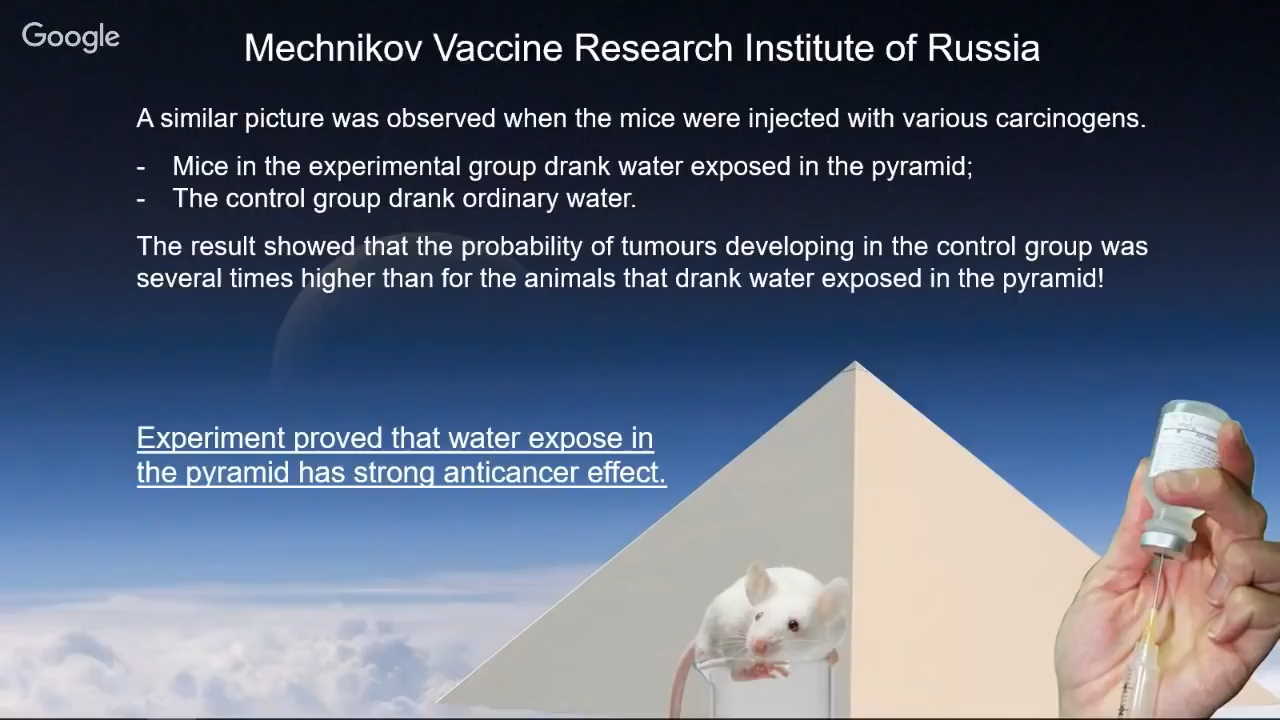 Google
Mechnikov Vaccine Research Institute of Russia
A similar picture was observed when the mice were injected with various carcinogens.
- Mice in the experimental group drank water exposed in the pyramid;
- The control group drank ordinary water.
The result showed that the probability of tumours developing in the control group was
several times higher than for the animals that drank water exposed in the pyramid!
Experiment proved that water expose in
the pyramid has strong anticancer effect.